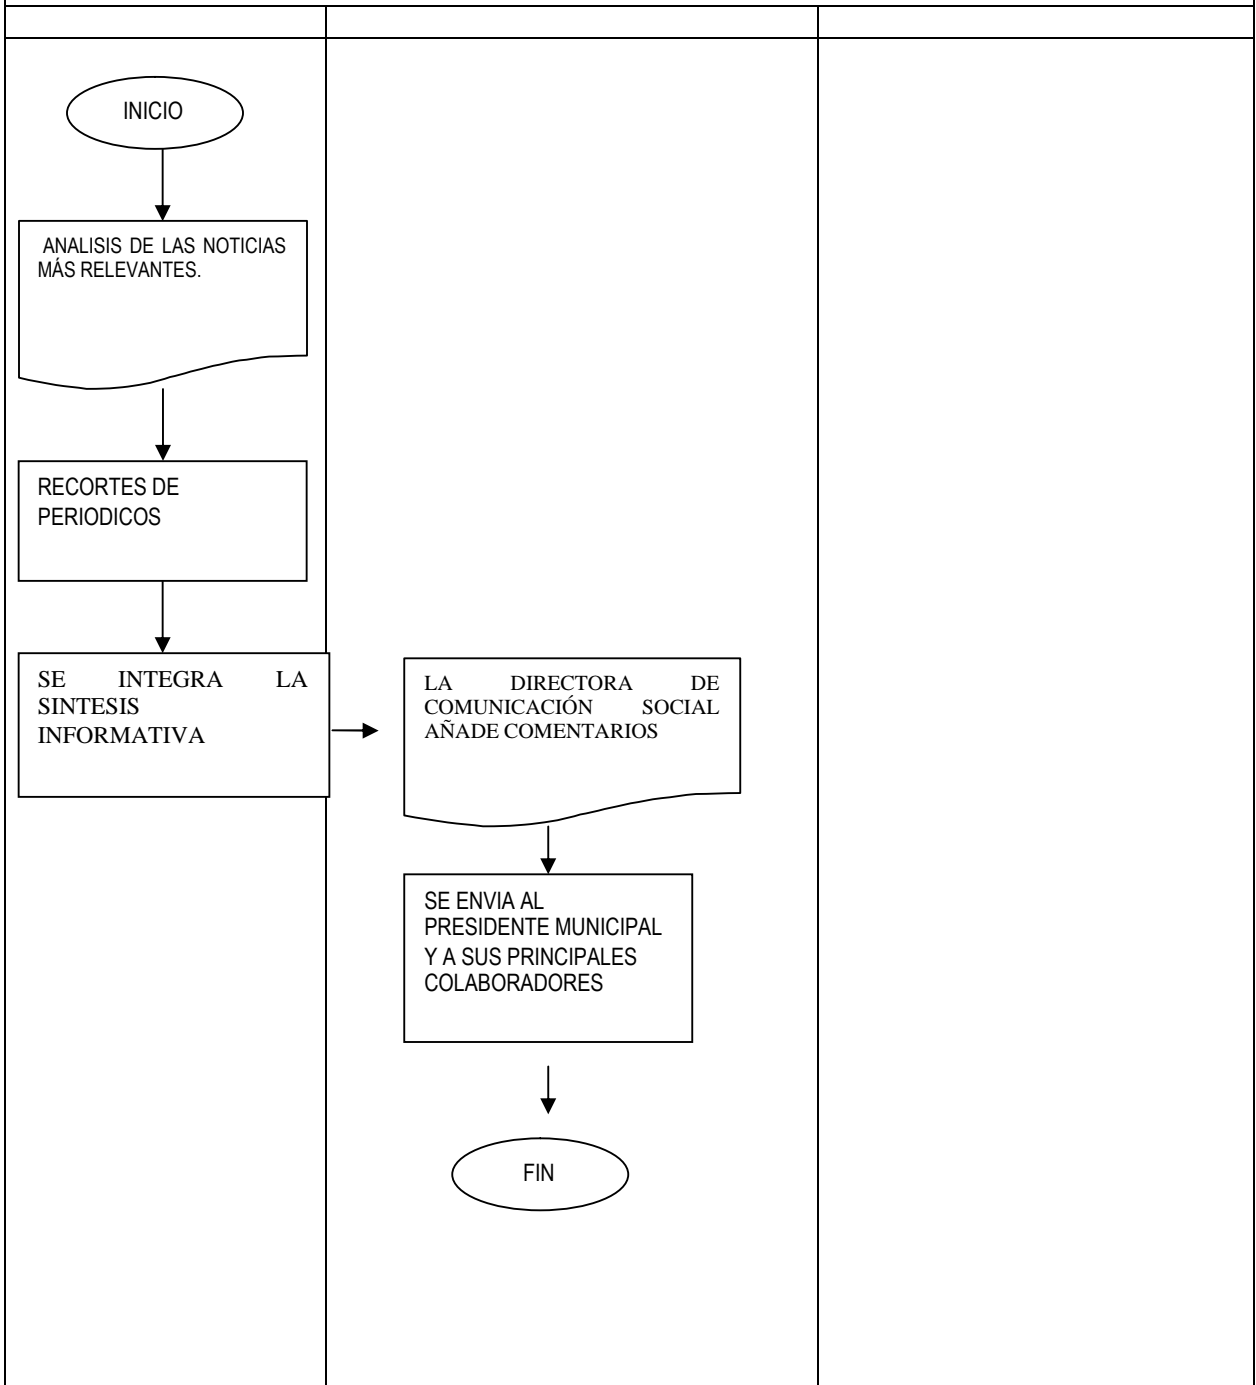 INICIO
ANALISIS DE LAS NOTICIAS
MÁS RELEVANTES.
RECORTES DE
PERIODICOS
SE INTEGRA LA
SINTESIS
INFORMATIVA
LA DIRECTORA DE
COMUNICACIÓN SOCIAL
AÑADE COMENTARIOS
SE ENVIA AL
PRESIDENTE MUNICIPAL
Y A SUS PRINCIPALES
COLABORADORES
FIN